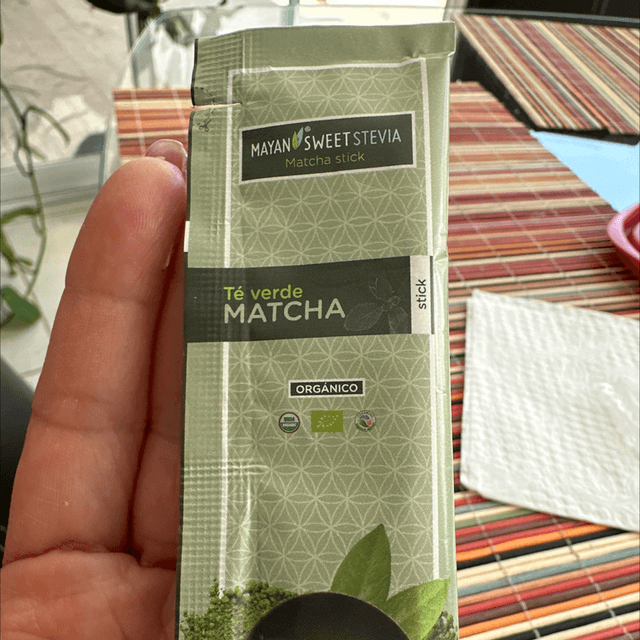 MAYAN® SWEET STEVIA
Matcha stick
Té verde
MATCHA
stick
ORGÁNICO